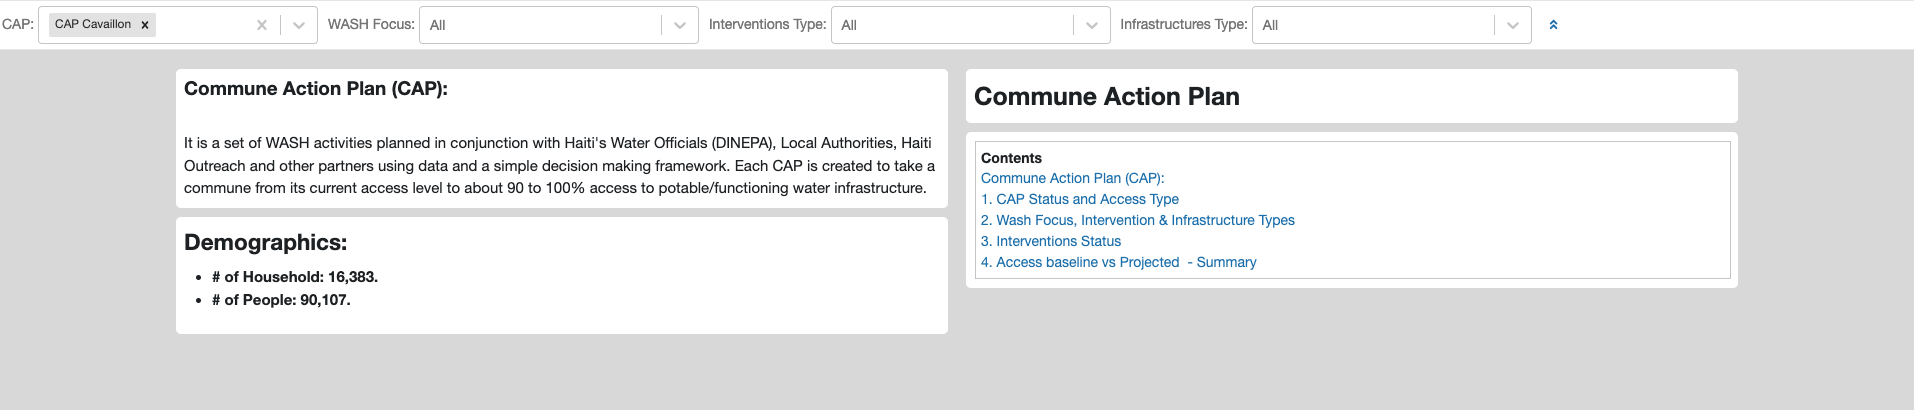 CAP: CAP Cavaillon x WASH Focus: All Interventions Type: All Infrastructures Type: All
Commune Action Plan (CAP):
It is a set of WASH activities planned in conjunction with Haiti's Water Officials (DINEPA), Local Authorities, Haiti
Outreach and other partners using data and a simple decision making framework. Each CAP is created to take a
commune from its current access level to about 90 to 100% access to potable/functioning water infrastructure.
Demographics:
• # of Household: 16,383.
• # of People: 90,107.
Commune Action Plan
Contents
Commune Action Plan (CAP):
1. CAP Status and Access Type
2. Wash Focus, Intervention & Infrastructure Types
3. Interventions Status
4. Access baseline vs Projected - Summary